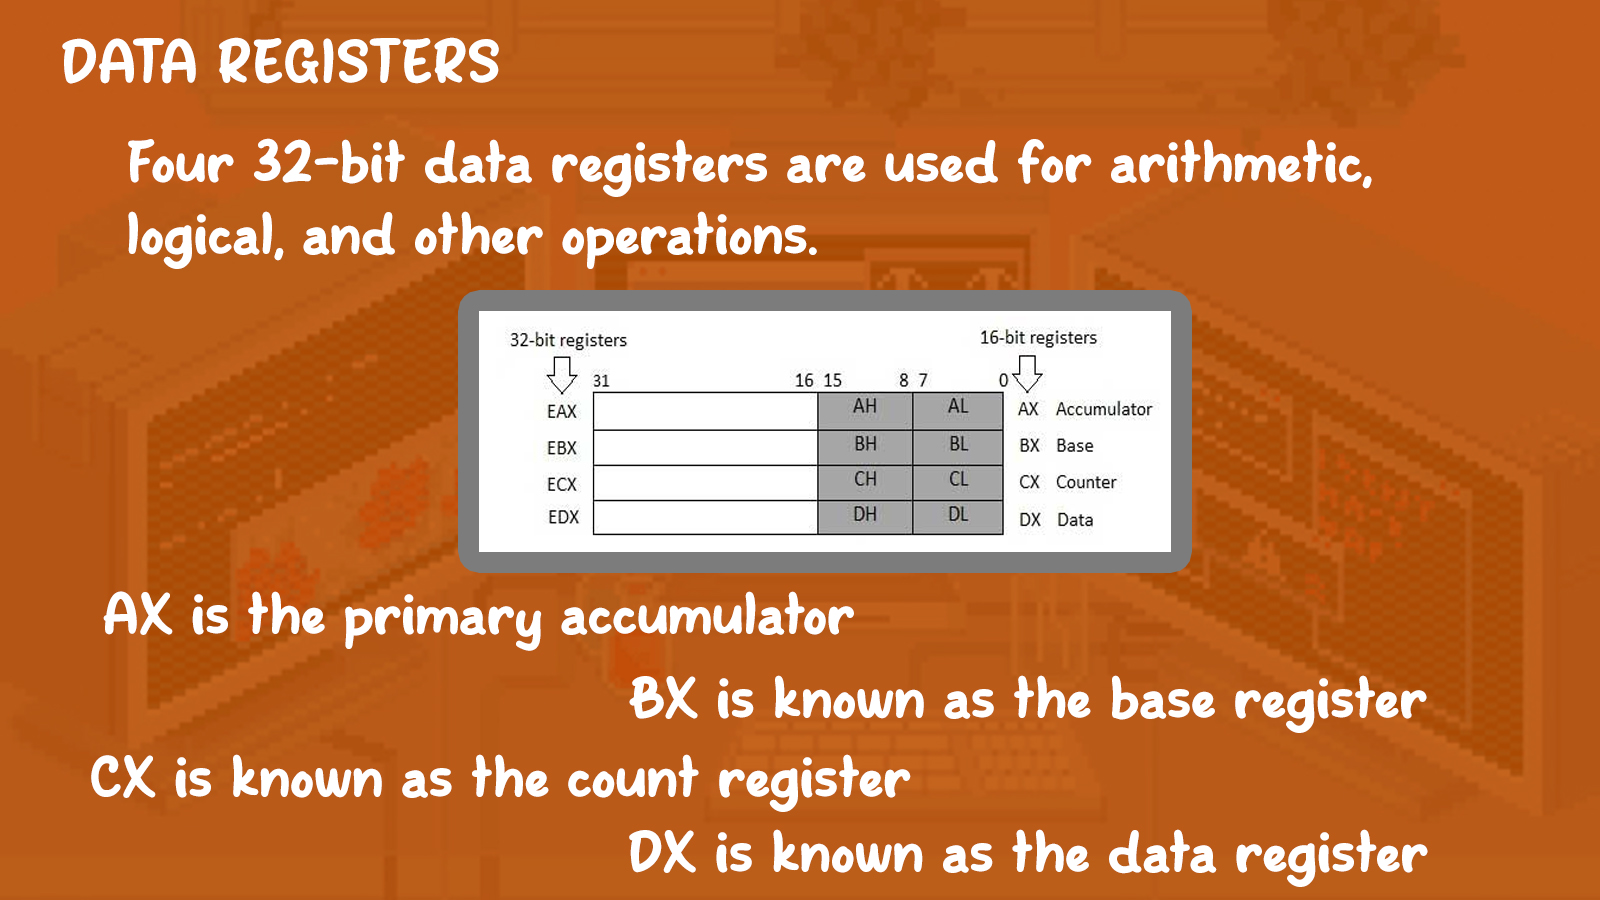 DATA REGISTERS
Four 32-bit data registers are used for arithmetic,
logical, and other operations.
32-bit registers
16-bit registers
31 16 15 8 7 0
EAX AH AL AX Accumulator
EBX BH BL BX Base
ECX CH CL CX Counter
EDX DH DL DX Data
AX is the primary accumulator
BX is known as the base register
CX is known as the count register
DX is known as the data register